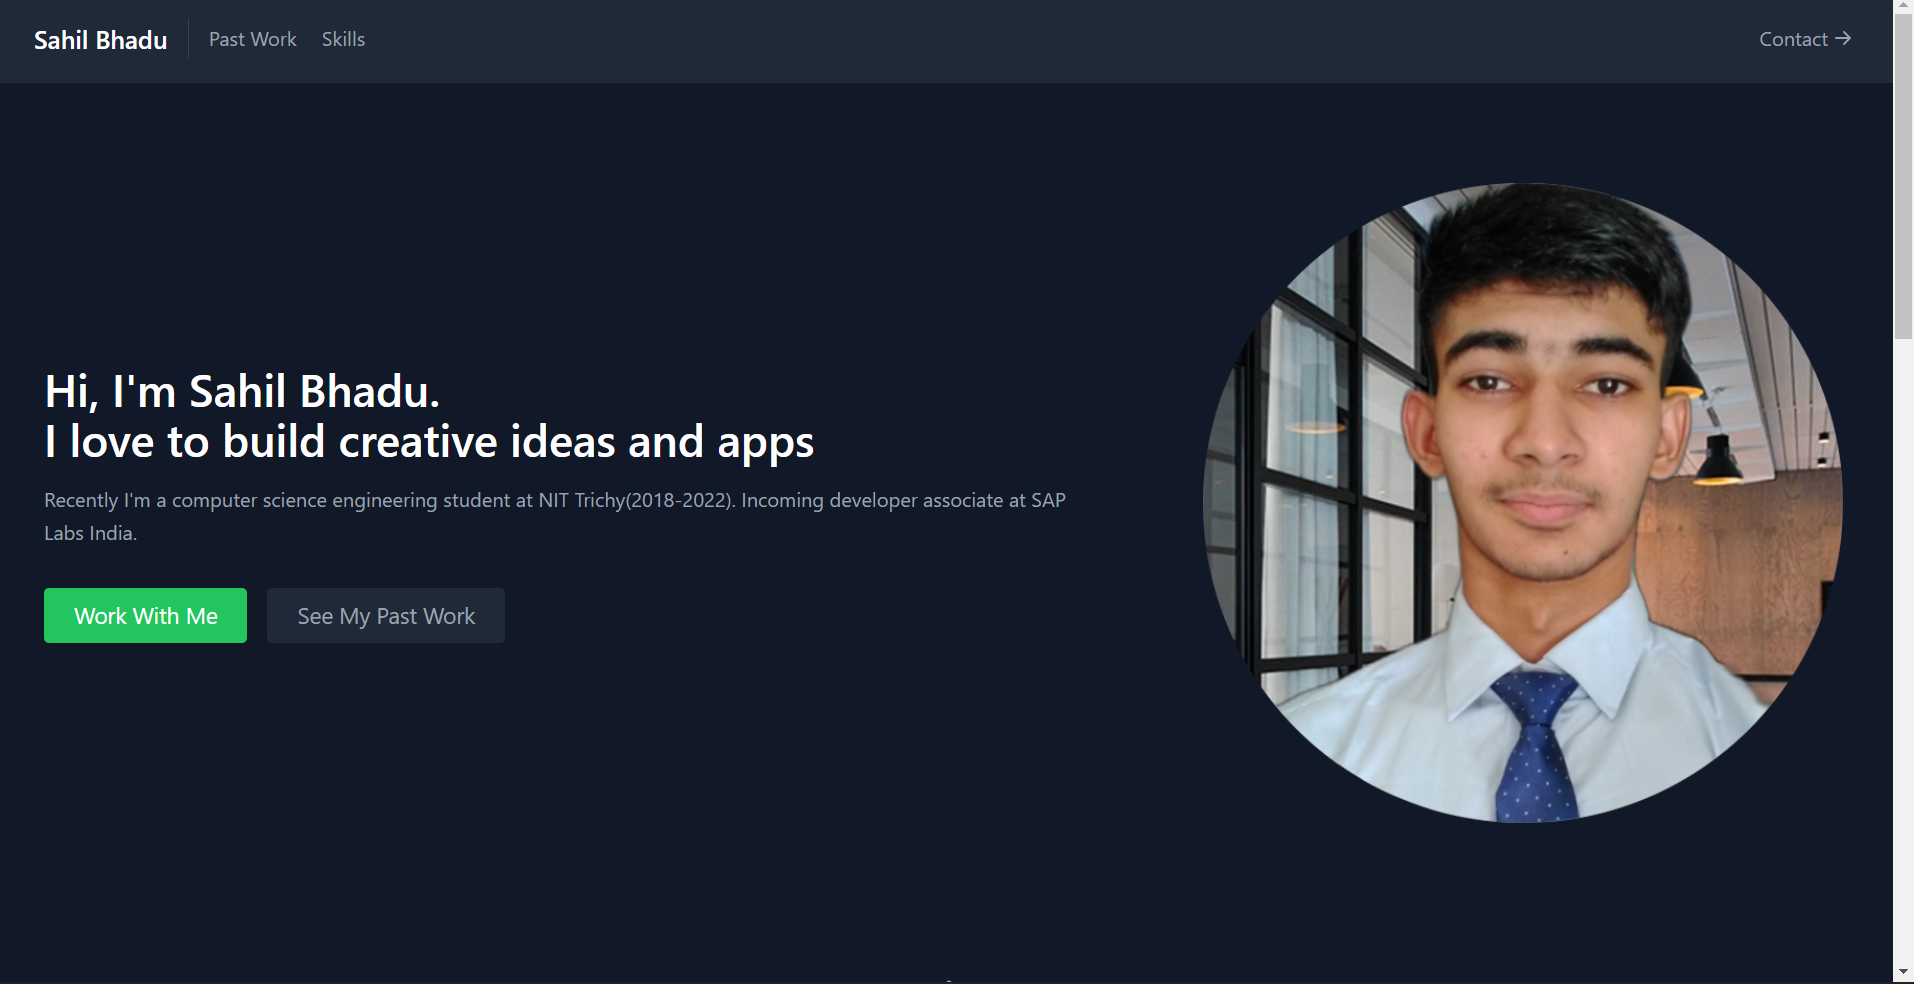 Sahil Bhadu
Past Work
Skills
Contact →
Hi, I'm Sahil Bhadu.
I love to build creative ideas and apps
Recently I'm a computer science engineering student at NIT Trichy(2018-2022). Incoming developer associate at SAP
Labs India.
Work With Me
See My Past Work